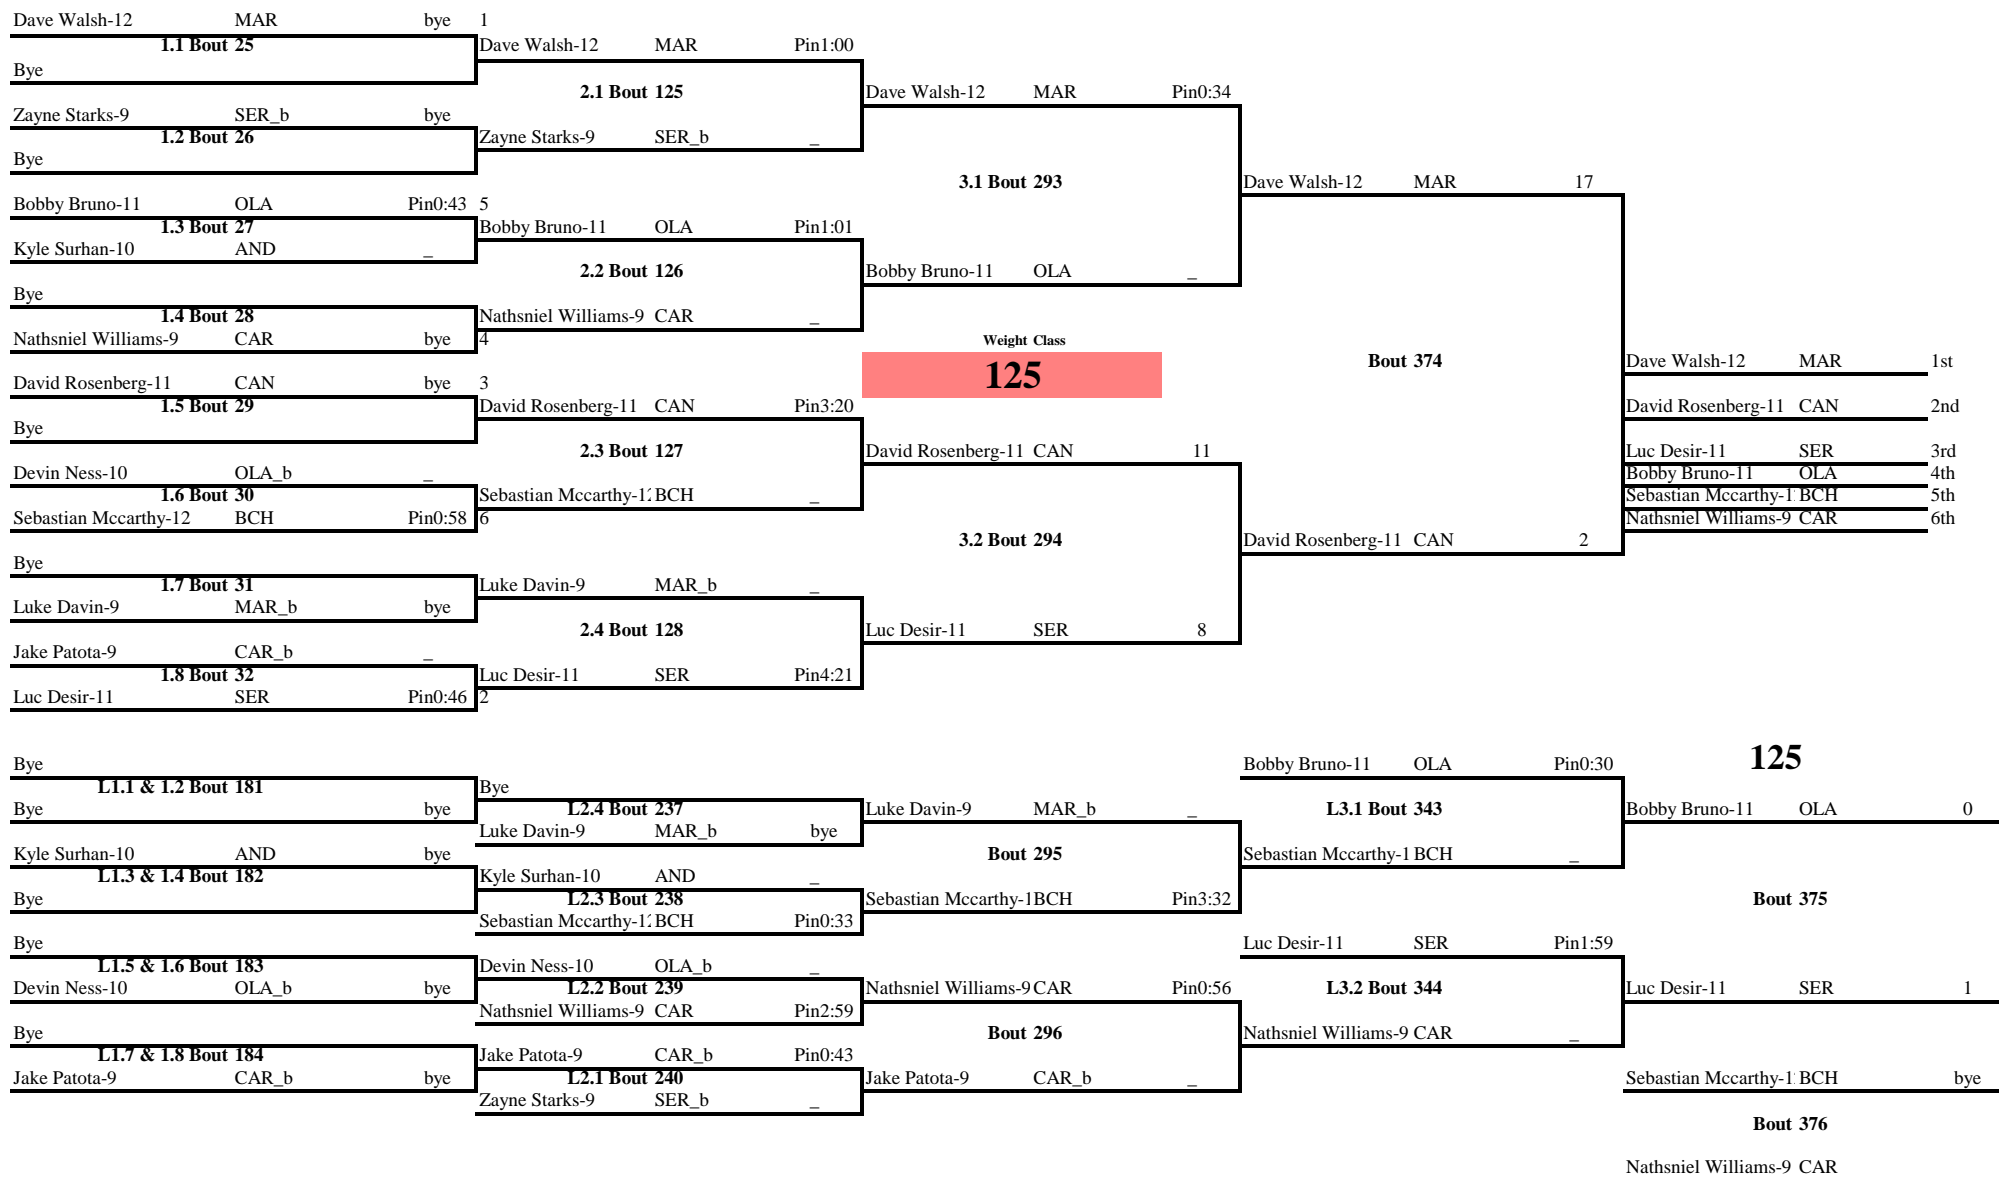 Dave Walsh-12 MAR bye 1
1.1 Bout 25
Bye
Zayne Starks-9 SER_b bye
1.2 Bout 26
Bye
Bobby Bruno-11 OLA Pin0:43 5
1.3 Bout 27
Kyle Surhan-10 AND _
Bye
1.4 Bout 28
Nathsniel Williams-9 CAR bye 4
David Rosenberg-11 CAN bye 3
1.5 Bout 29
Bye
Devin Ness-10 OLA_b _
1.6 Bout 30
Sebastian Mccarthy-12 BCH Pin0:58 6
Bye
1.7 Bout 31
Luke Davin-9 MAR_b bye
Jake Patota-9 CAR_b _
1.8 Bout 32
Luc Desir-11 SER Pin0:46 2
Dave Walsh-12 MAR Pin1:00
2.1 Bout 125
Zayne Starks-9 SER_b _
Bobby Bruno-11 OLA Pin1:01
2.2 Bout 126
Nathsniel Williams-9 CAR _
David Rosenberg-11 CAN Pin3:20
2.3 Bout 127
Sebastian Mccarthy-12 BCH _
Luke Davin-9 MAR_b _
2.4 Bout 128
Luc Desir-11 SER Pin4:21
Dave Walsh-12 MAR Pin0:34
3.1 Bout 293
Bobby Bruno-11 OLA _
Weight Class
125
David Rosenberg-11 CAN 11
3.2 Bout 294
Luc Desir-11 SER 8
Dave Walsh-12 MAR 17
Bout 374
David Rosenberg-11 CAN 2
Dave Walsh-12 MAR 1st
David Rosenberg-11 CAN 2nd
Luc Desir-11 SER 3rd
Bobby Bruno-11 OLA 4th
Sebastian Mccarthy-1 BCH 5th
Nathsniel Williams-9 CAR 6th
Bye
L1.1 & 1.2 Bout 181
Bye bye
Kyle Surhan-10 AND bye
L1.3 & 1.4 Bout 182
Bye
Bye
L1.5 & 1.6 Bout 183
Devin Ness-10 OLA_b bye
Bye
L1.7 & 1.8 Bout 184
Jake Patota-9 CAR_b bye
Bye
L2.4 Bout 237
Luke Davin-9 MAR_b bye
Kyle Surhan-10 AND _
L2.3 Bout 238
Sebastian Mccarthy-12 BCH Pin0:33
Devin Ness-10 OLA_b _
L2.2 Bout 239
Nathsniel Williams-9 CAR Pin2:59
Jake Patota-9 CAR_b Pin0:43
L2.1 Bout 240
Zayne Starks-9 SER_b _
Luke Davin-9 MAR_b _
Bout 295
Sebastian Mccarthy-1 BCH Pin3:32
Nathsniel Williams-9 CAR Pin0:56
Bout 296
Jake Patota-9 CAR_b _
Bobby Bruno-11 OLA Pin0:30
L3.1 Bout 343
Sebastian Mccarthy-1 BCH _
Luc Desir-11 SER Pin1:59
L3.2 Bout 344
Nathsniel Williams-9 CAR _
125
Bobby Bruno-11 OLA 0
Bout 375
Luc Desir-11 SER 1
Sebastian Mccarthy-1 BCH bye
Bout 376
Nathsniel Williams-9 CAR